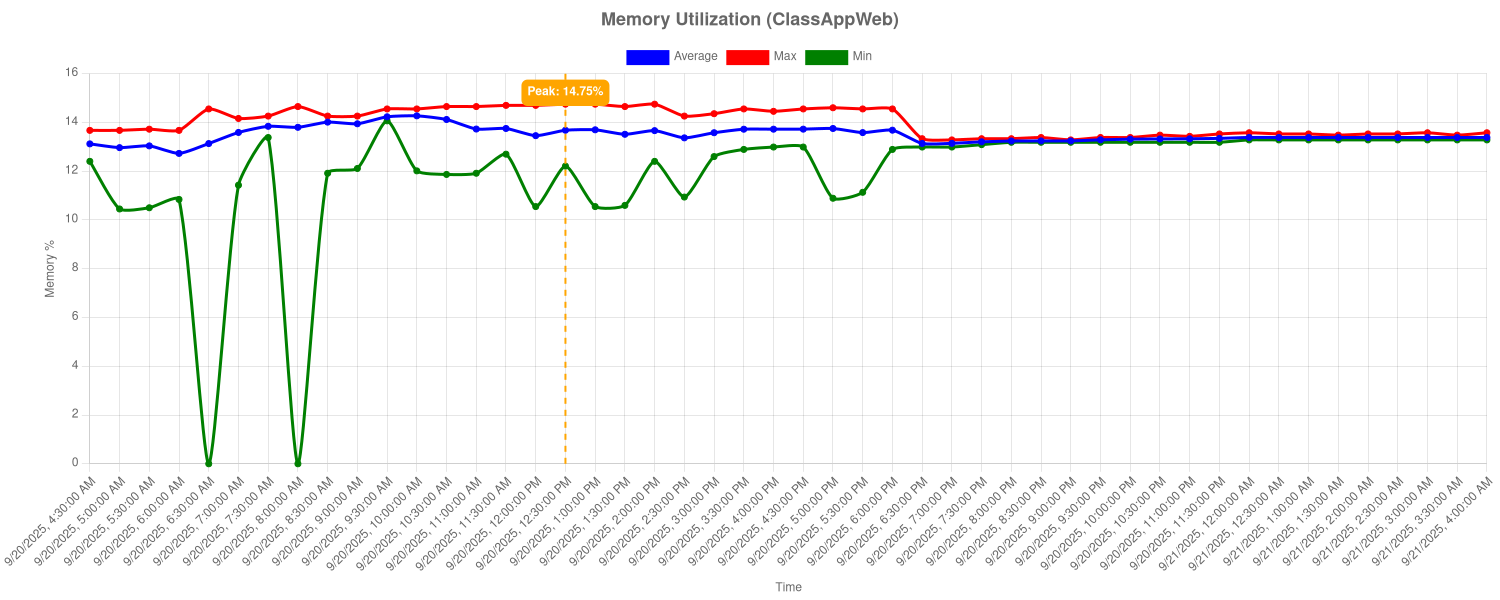 Memory Utilization (ClassAppWeb)
Average Max Min
Peak: 14.75%
16
14
12
10
8
6
4
2
0
Memory %
9/20/2025, 4:30:00 AM
9/20/2025, 5:00:00 AM
9/20/2025, 5:30:00 AM
9/20/2025, 6:00:00 AM
9/20/2025, 6:30:00 AM
9/20/2025, 7:00:00 AM
9/20/2025, 7:30:00 AM
9/20/2025, 8:00:00 AM
9/20/2025, 8:30:00 AM
9/20/2025, 9:00:00 AM
9/20/2025, 9:30:00 AM
9/20/2025, 10:00:00 AM
9/20/2025, 10:30:00 AM
9/20/2025, 11:00:00 AM
9/20/2025, 11:30:00 AM
9/20/2025, 12:00:00 PM
9/20/2025, 12:30:00 PM
9/20/2025, 1:00:00 PM
9/20/2025, 1:30:00 PM
9/20/2025, 2:00:00 PM
9/20/2025, 2:30:00 PM
9/20/2025, 3:00:00 PM
9/20/2025, 3:30:00 PM
9/20/2025, 4:00:00 PM
9/20/2025, 4:30:00 PM
9/20/2025, 5:00:00 PM
9/20/2025, 5:30:00 PM
9/20/2025, 6:00:00 PM
9/20/2025, 6:30:00 PM
9/20/2025, 7:00:00 PM
9/20/2025, 7:30:00 PM
9/20/2025, 8:00:00 PM
9/20/2025, 8:30:00 PM
9/20/2025, 9:00:00 PM
9/20/2025, 9:30:00 PM
9/20/2025, 10:00:00 PM
9/20/2025, 10:30:00 PM
9/20/2025, 11:00:00 PM
9/20/2025, 11:30:00 PM
9/21/2025, 12:00:00 AM
9/21/2025, 12:30:00 AM
9/21/2025, 1:00:00 AM
9/21/2025, 1:30:00 AM
9/21/2025, 2:00:00 AM
9/21/2025, 2:30:00 AM
9/21/2025, 3:00:00 AM
9/21/2025, 3:30:00 AM
9/21/2025, 4:00:00 AM
Time